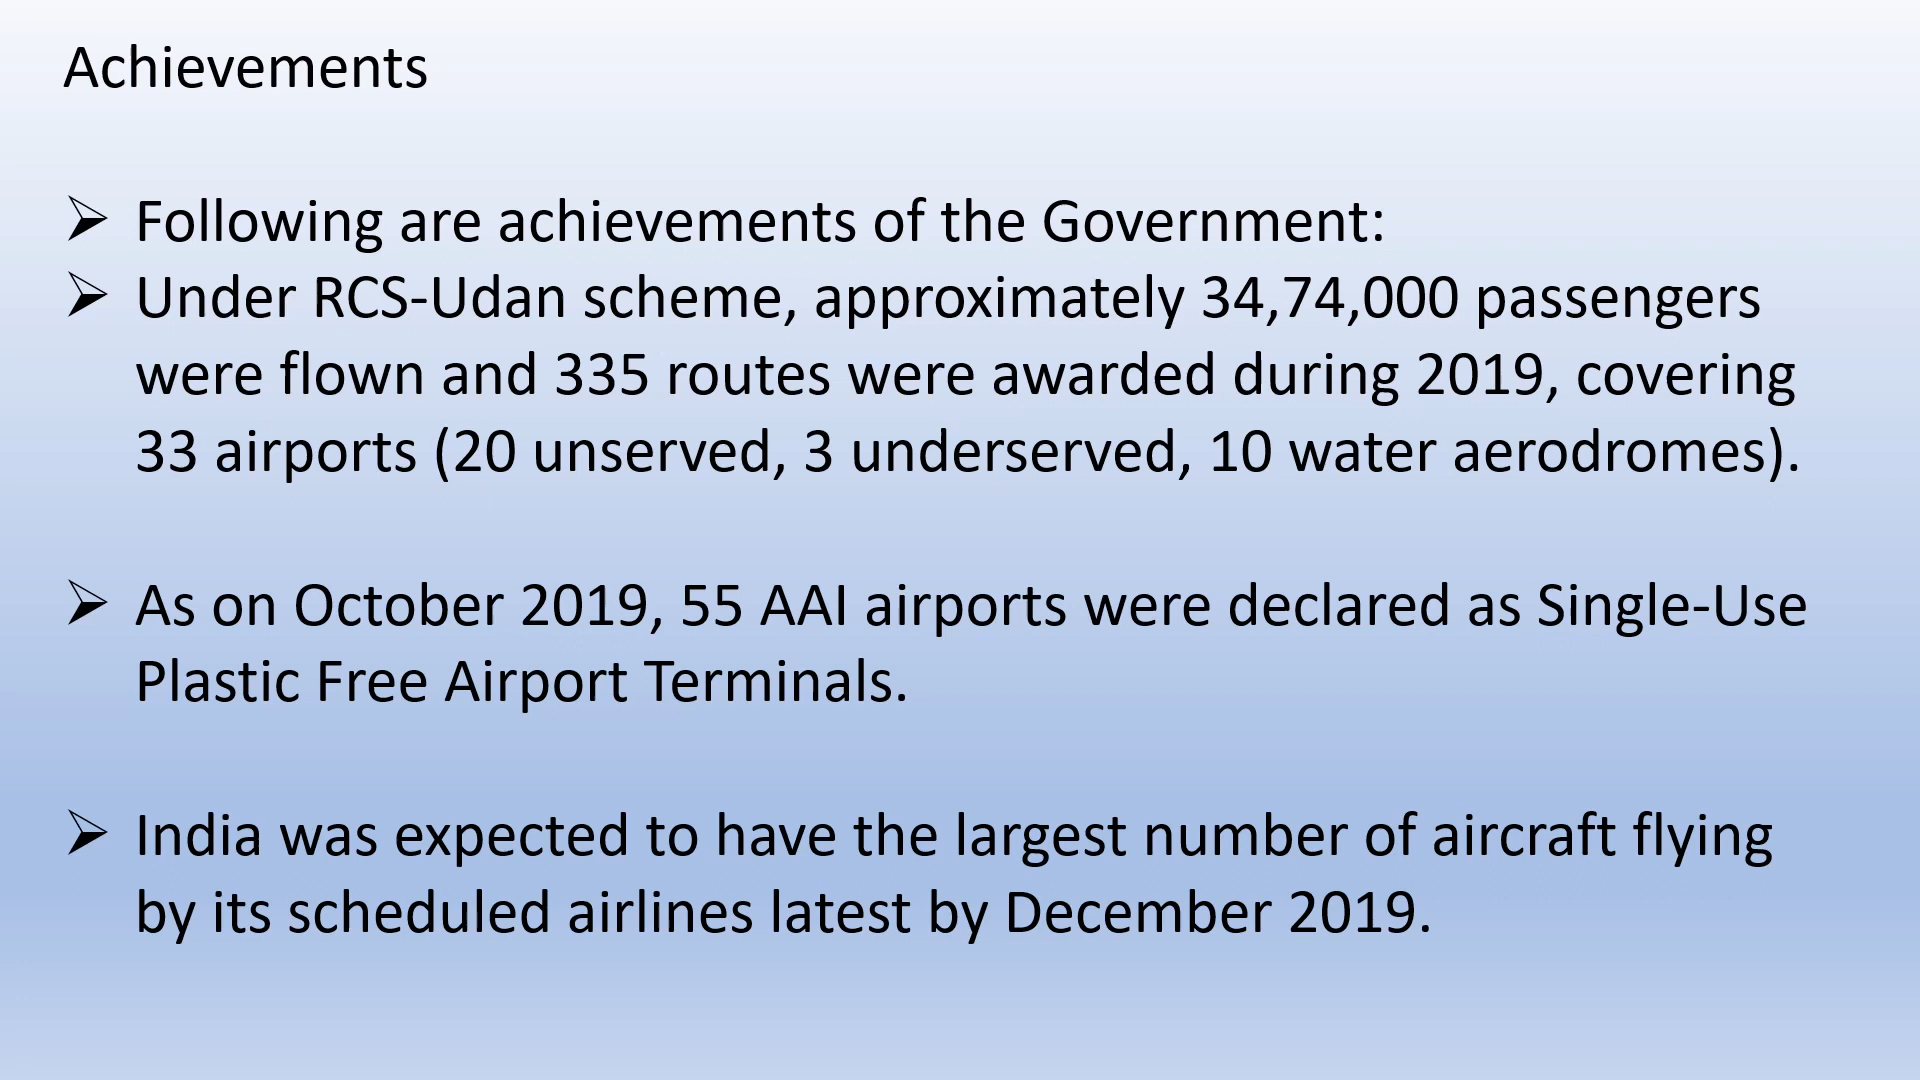 Achievements
➢ Following are achievements of the Government:
➢ Under RCS-Udan scheme, approximately 34,74,000 passengers
were flown and 335 routes were awarded during 2019, covering
33 airports (20 unserved, 3 underserved, 10 water aerodromes).
➢ As on October 2019, 55 AAI airports were declared as Single-Use
Plastic Free Airport Terminals.
➢ India was expected to have the largest number of aircraft flying
by its scheduled airlines latest by December 2019.